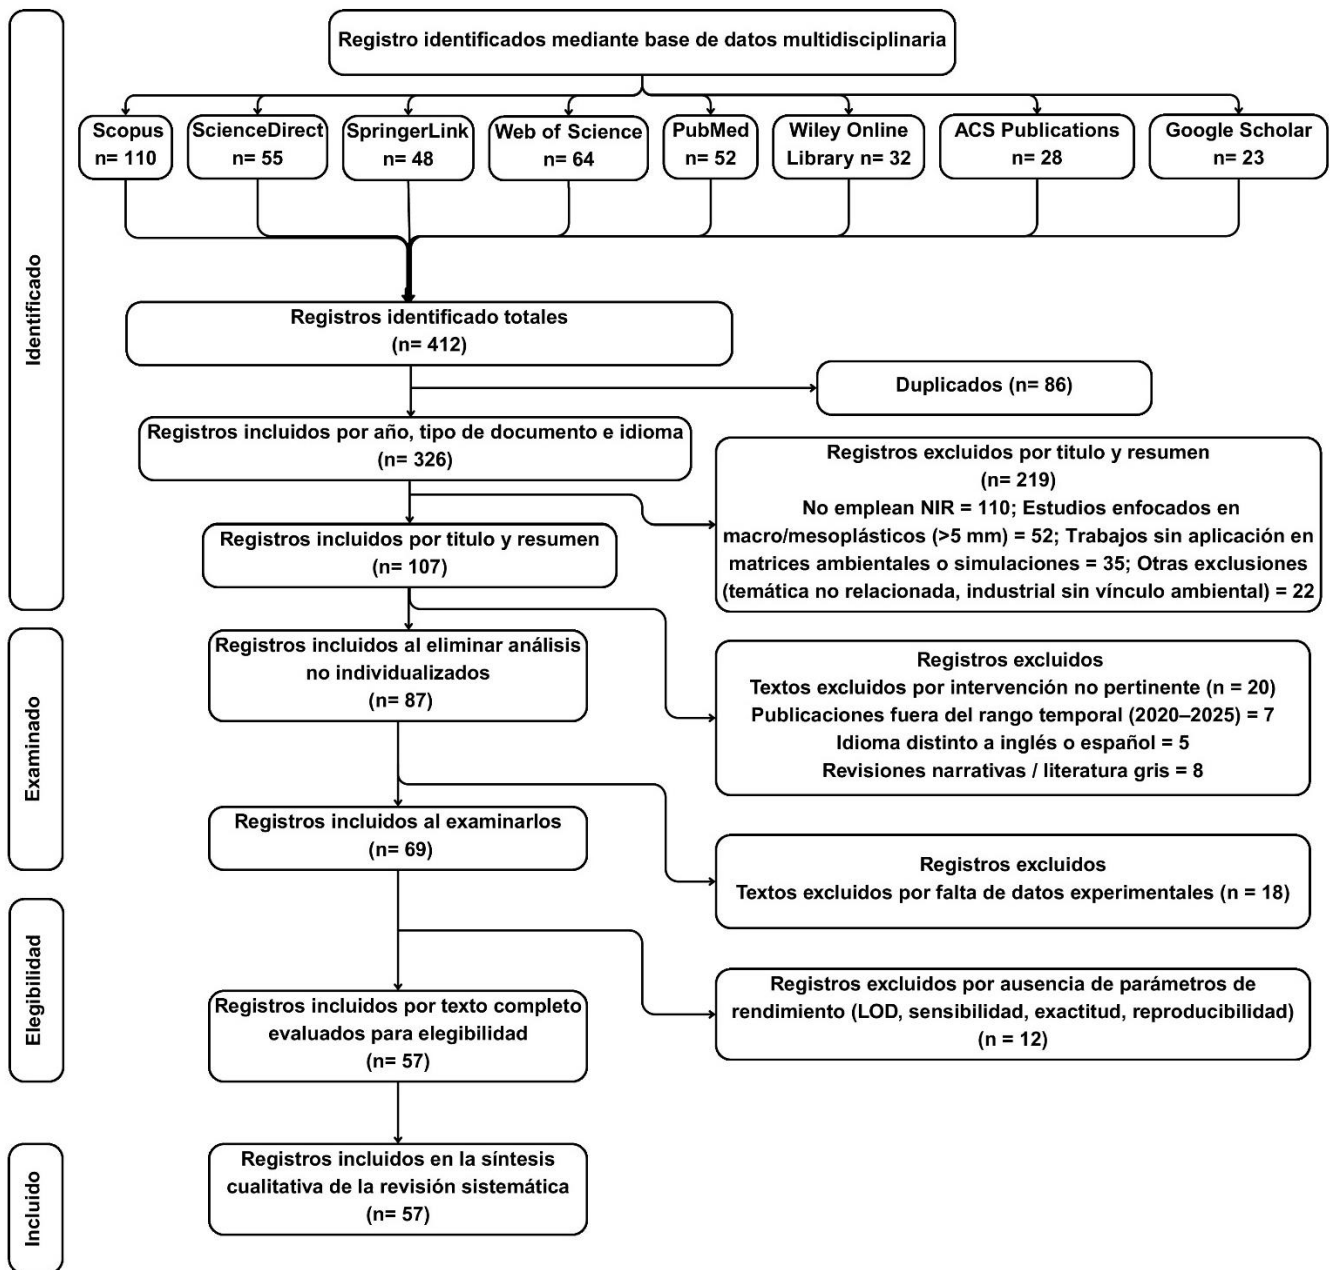 Registro identificados mediante base de datos multidisciplinaria
Scopus
n= 110
ScienceDirect
n= 55
SpringerLink
n= 48
Web of Science
n= 64
PubMed
n= 52
Wiley Online
Library n= 32
ACS Publications
n= 28
Google Scholar
n= 23
Identificado
Registros identificado totales
(n= 412)
Duplicados (n= 86)
Registros incluidos por año, tipo de documento e idioma
(n= 326)
Registros excluidos por titulo y resumen
(n= 219)
No emplean NIR = 110; Estudios enfocados en
macro/mesoplásticos (>5 mm) = 52; Trabajos sin aplicación en
matrices ambientales o simulaciones = 35; Otras exclusiones
(temática no relacionada, industrial sin vínculo ambiental) = 22
Registros incluidos por titulo y resumen
(n= 107)
Examinado
Registros incluidos al eliminar análisis
no individualizados
(n= 87)
Registros excluidos
Textos excluidos por intervención no pertinente (n = 20)
Publicaciones fuera del rango temporal (2020–2025) = 7
Idioma distinto a inglés o español = 5
Revisiones narrativas / literatura gris = 8
Registros incluidos al examinarlos
(n= 69)
Registros excluidos
Textos excluidos por falta de datos experimentales (n = 18)
Elegibilidad
Registros incluidos por texto completo
evaluados para elegibilidad
(n= 57)
Registros excluidos por ausencia de parámetros de
rendimiento (LOD, sensibilidad, exactitud, reproducibilidad)
(n = 12)
Incluido
Registros incluidos en la síntesis
cualitativa de la revisión sistemática
(n= 57)